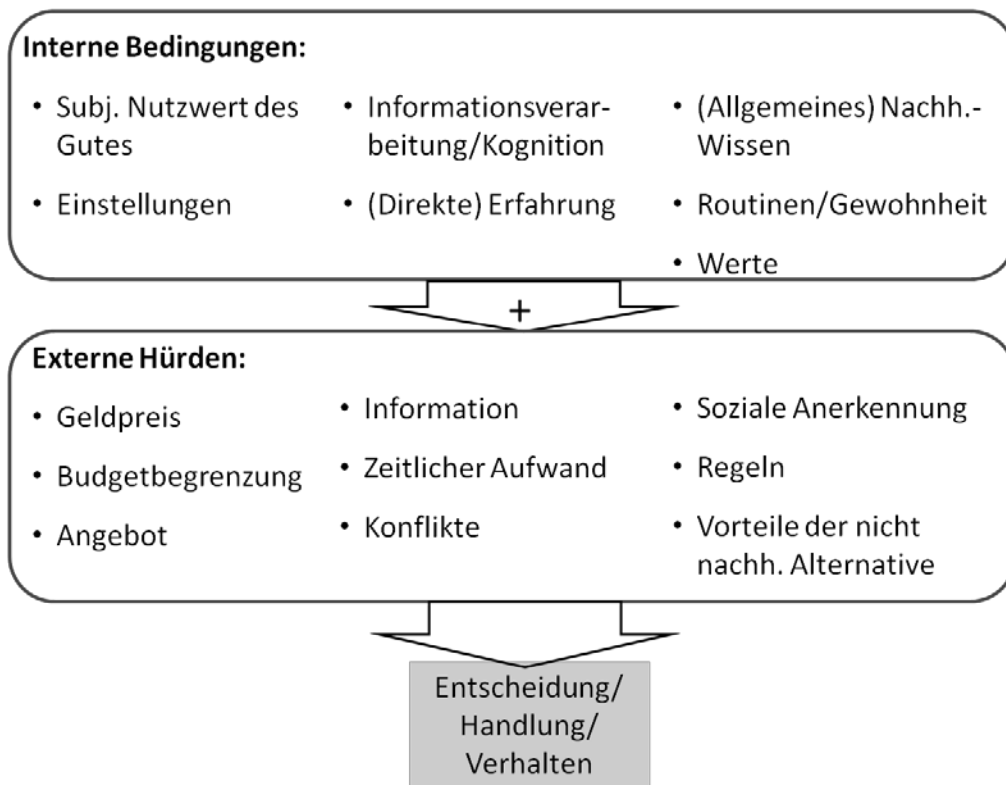 Interne Bedingungen:
• Subj. Nutzwert des
Gutes
• Einstellungen
• Informationsverar-
beitung/Kognition
• (Direkte) Erfahrung
• (Allgemeines) Nachh.-
Wissen
• Routinen/Gewohnheit
• Werte
+
Externe Hürden:
• Geldpreis
• Budgetbegrenzung
• Angebot
• Information
• Zeitlicher Aufwand
• Konflikte
• Soziale Anerkennung
• Regeln
• Vorteile der nicht
nachh. Alternative
Entscheidung/
Handlung/
Verhalten